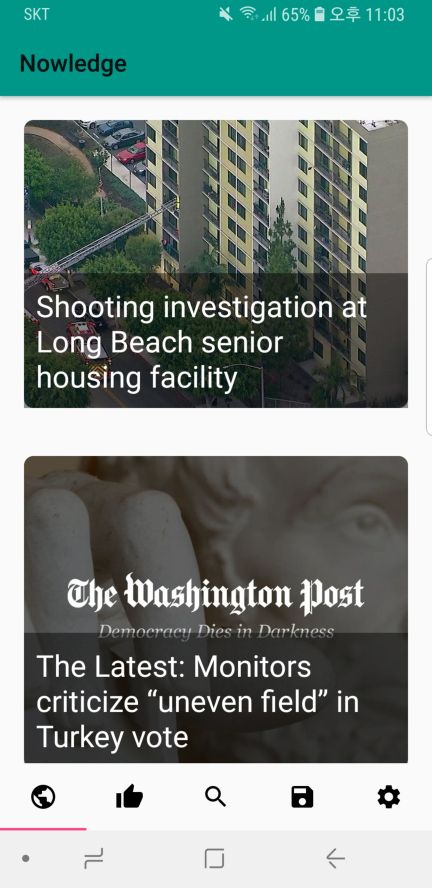 SKT 65% 오후 11:03
Nowledge
Shooting investigation at
Long Beach senior
housing facility
The Washington Post
Democracy Dies in Darkness
The Latest: Monitors
criticize “uneven field” in
Turkey vote